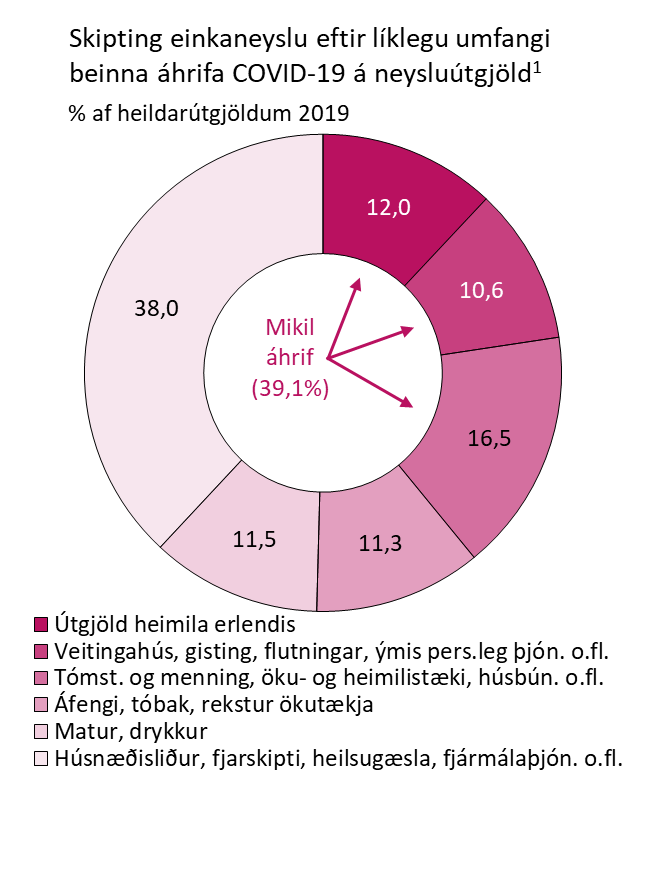 Skipting einkaneyslu eftir líklegu umfangi
beinna áhrifa COVID-19 á neysluútgjöld¹
% af heildarútgjöldum 2019
12,0
10,6
38,0
Mikil
áhrif
(39,1%)
16,5
11,5
11,3
Útgjöld heimila erlendis
Veitingahús, gisting, flutningar, ýmis pers.leg þjón. o.fl.
Tómst. og menning, öku- og heimilistæki, húsbún. o.fl.
Áfengi, tóbak, rekstur ökutækja
Matur, drykkur
Húsnæðisliður, fjarskipti, heilsugæsla, fjármálaþjón. o.fl.